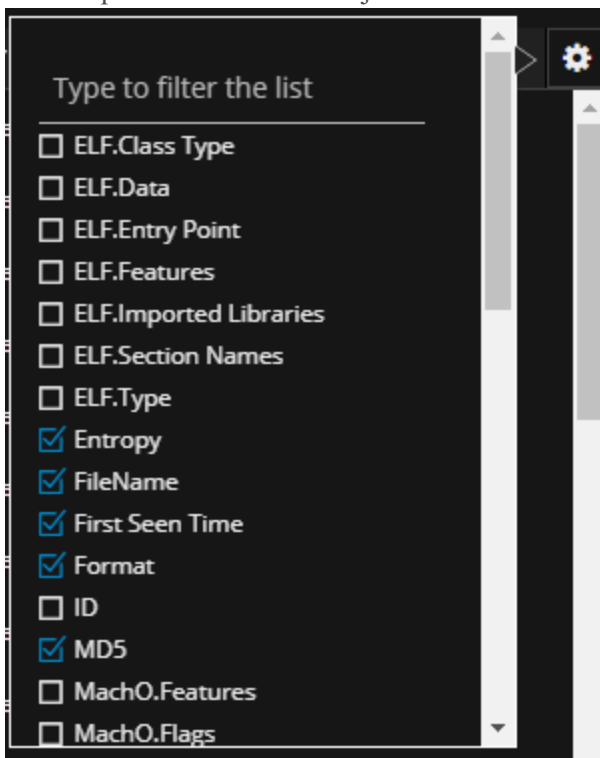 Type to filter the list
ELF.Class Type
ELF.Data
ELF.Entry Point
ELF.Features
ELF.Imported Libraries
ELF.Section Names
ELF.Type
Entropy
FileName
First Seen Time
Format
ID
MD5
MachO.Features
MachO.Flags